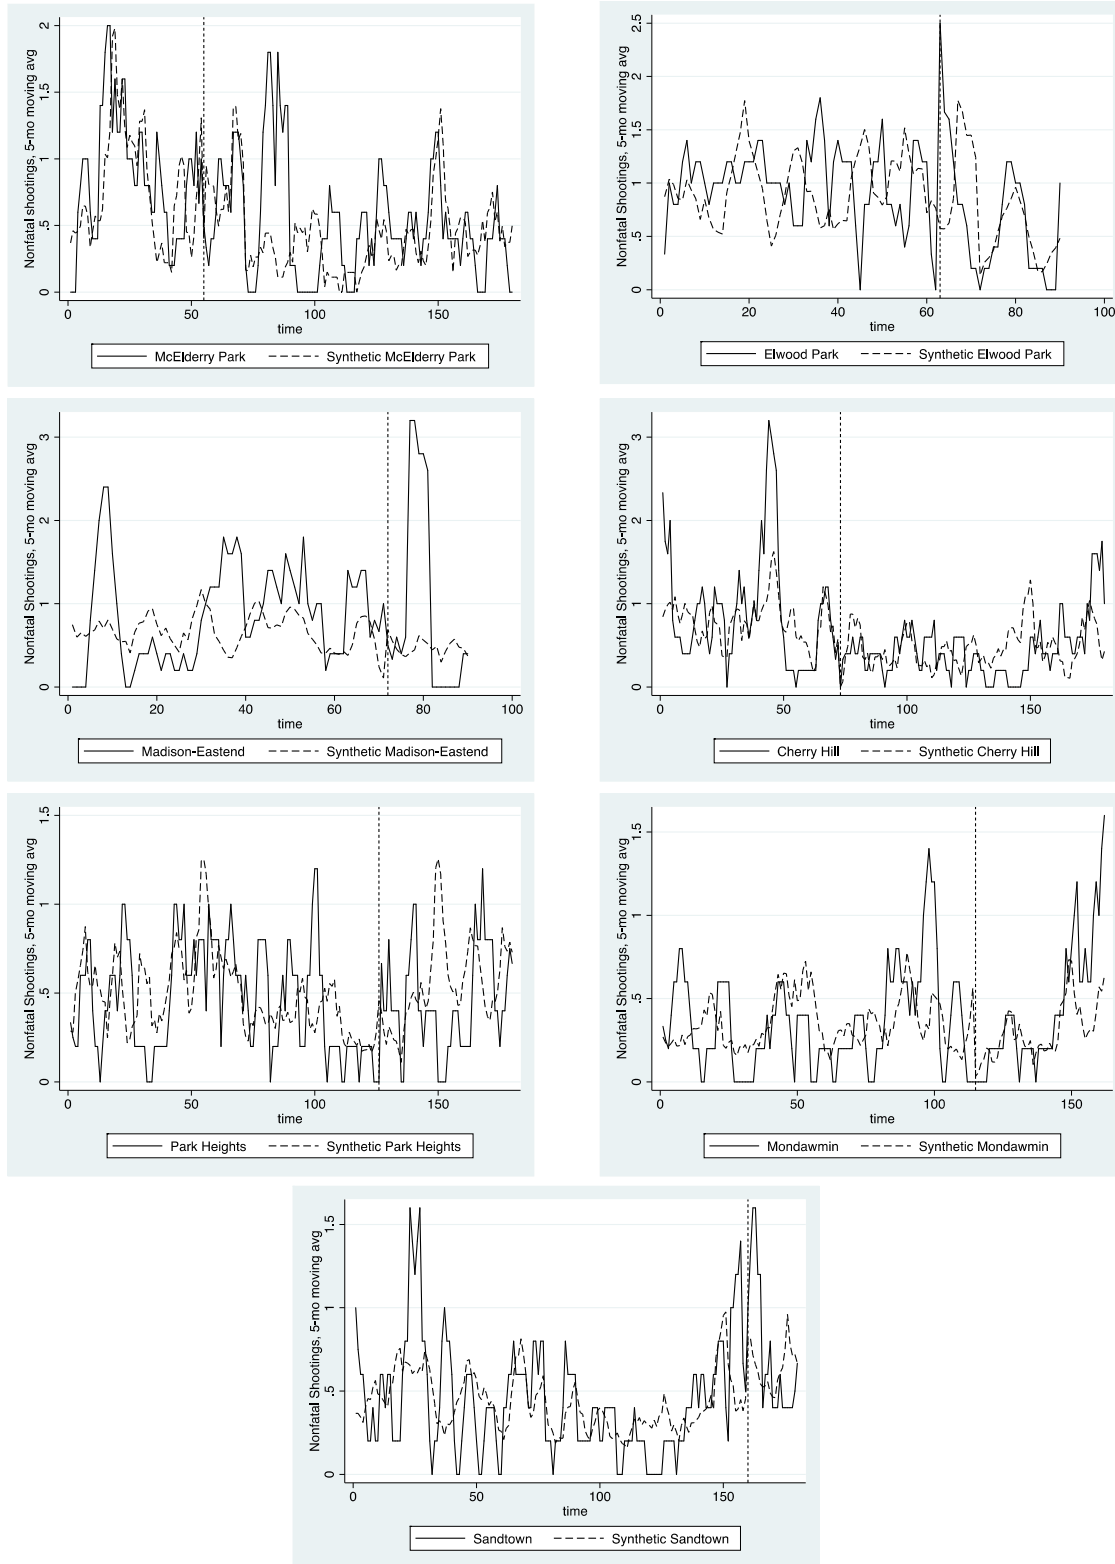 Nonfatal shootings, 5-mo moving avg
2
1.5
1
.5
0
0 50 100 150
time
McElderry Park Synthetic McElderry Park
Nonfatal Shootings, 5-mo moving avg
2.5
2
1.5
1
.5
0
0 20 40 60 80 100
time
Elwood Park Synthetic Elwood Park
Nonfatal Shootings, 5-mo moving avg
3
2
1
0
0 20 40 60 80 100
time
Madison-Eastend Synthetic Madison-Eastend
Nonfatal Shootings, 5-mo moving avg
3
2
1
0
0 50 100 150
time
Cherry Hill Synthetic Cherry Hill
Nonfatal Shootings, 5-mo moving avg
1.5
1
.5
0
0 50 100 150
time
Park Heights Synthetic Park Heights
Nonfatal Shootings, 5-mo moving avg
1.5
1
.5
0
0 50 100 150
time
Mondawmin Synthetic Mondawmin
Nonfatal Shootings, 5-mo moving avg
1.5
1
.5
0
0 50 100 150
time
Sandtown Synthetic Sandtown